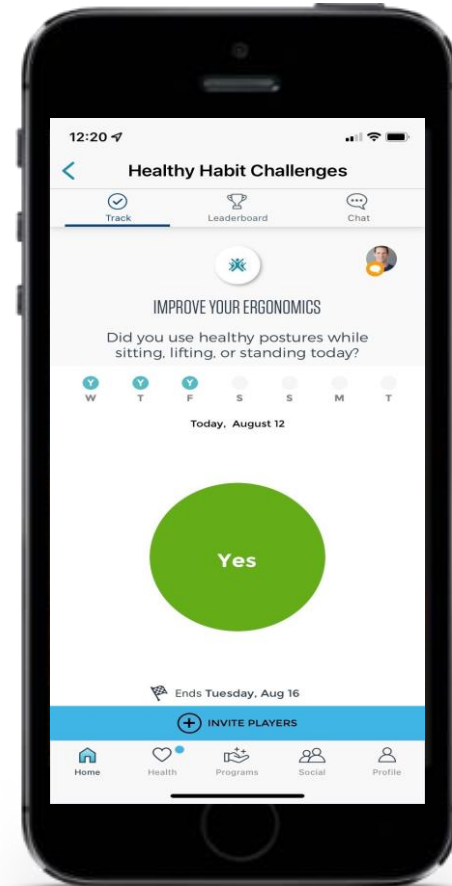 12:20
Healthy Habit Challenges
Track Leaderboard Chat
IMPROVE YOUR ERGONOMICS
Did you use healthy postures while
sitting, lifting, or standing today?
Y Y Y
W T F S S M T
Today, August 12
Yes
Ends Tuesday, Aug 16
INVITE PLAYERS
Home Health Programs Social Profile